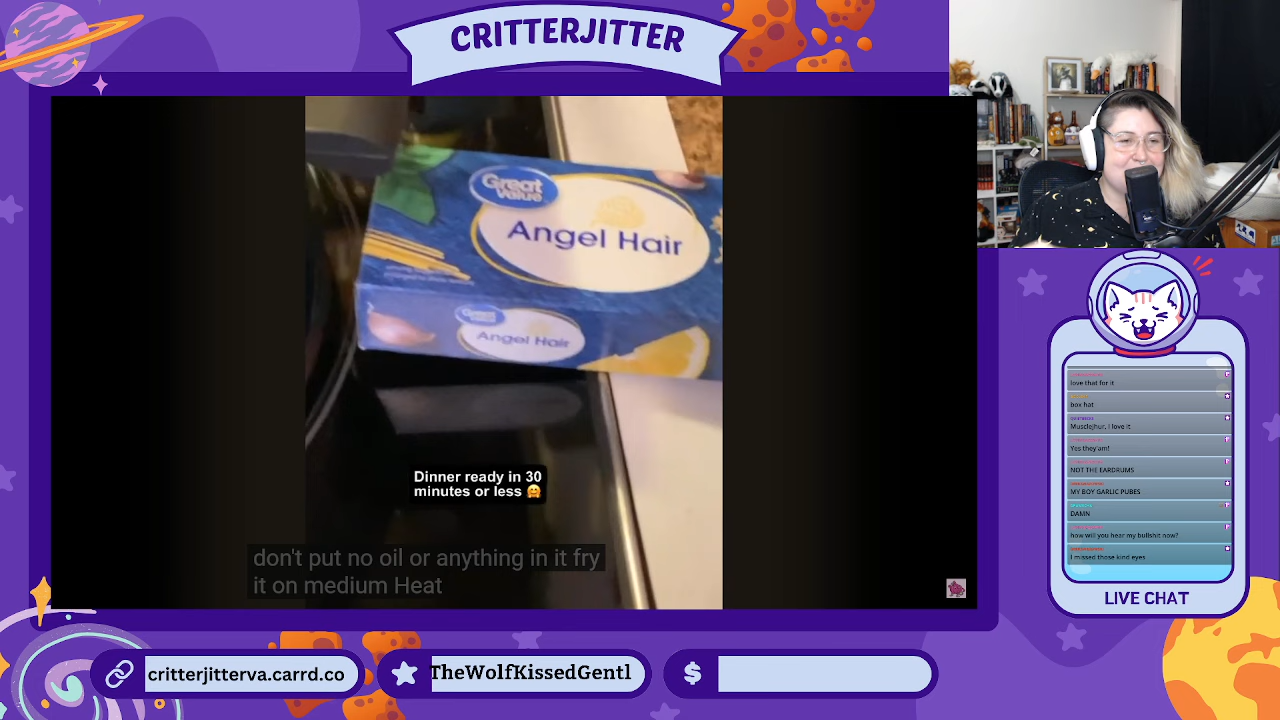 CRITTERJITTER
Great
Value
Angel Hair
Great
Value
Angel Hair
Dinner ready in 30
minutes or less 🤗
don't put no oil or anything in it fry
it on medium Heat
love that for it
box hat
Musclejhur, I love it
Yes they'am!
NOT THE EARDRUMS
MY BOY GARLIC PUBES
DAMN
how will you hear my bullshit now?
I missed those kind eyes
LIVE CHAT
critterjitterva.carrd.co
TheWolfKissedGentl
$